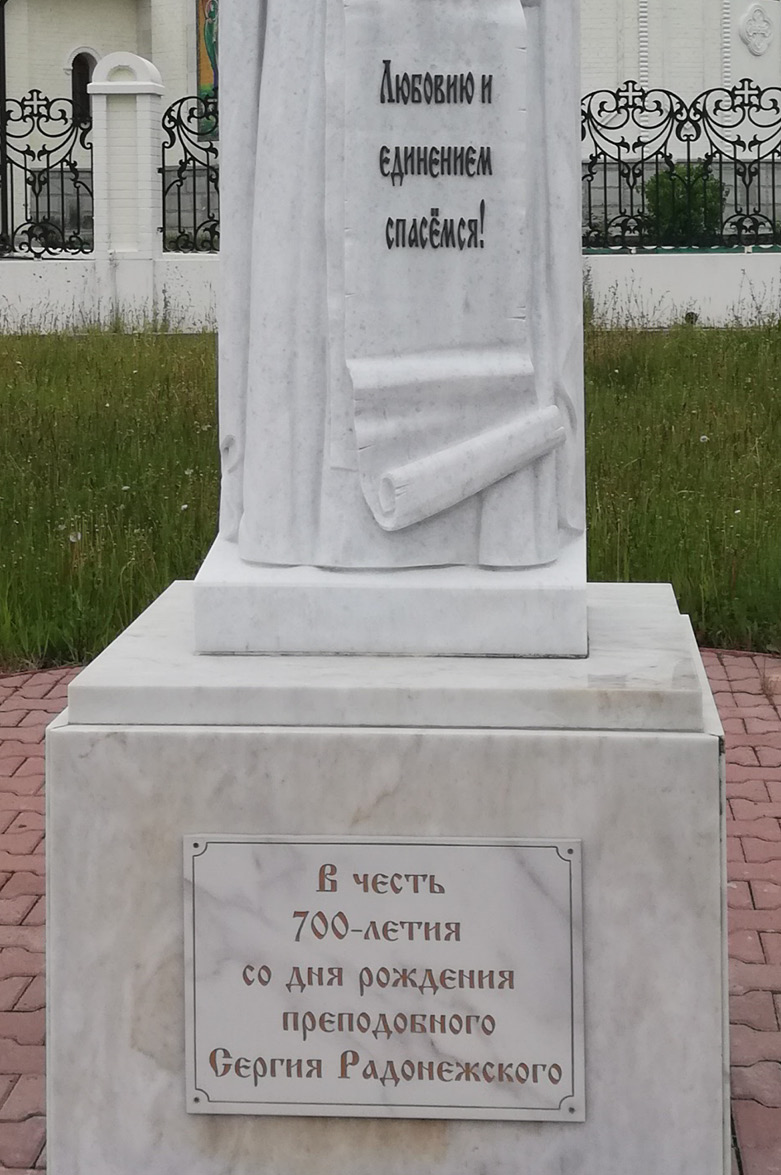 Любовию и
единением
спасёмся!
В честь
700-летия
со дня рождения
преподобного
Сергия Радонежского